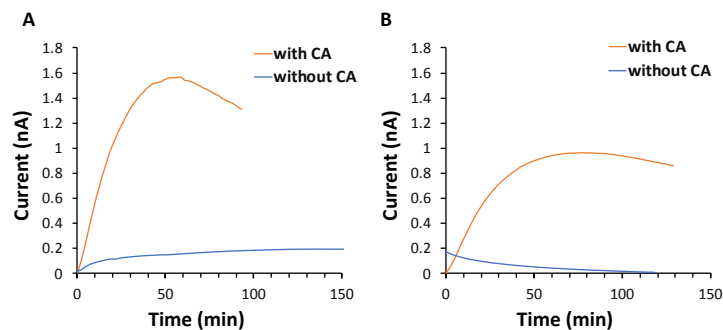 A
with CA
without CA
Current (nA)
1.8
1.6
1.4
1.2
1
0.8
0.6
0.4
0.2
0
0 50 100 150
Time (min)
B
with CA
without CA
Current (nA)
1.8
1.6
1.4
1.2
1
0.8
0.6
0.4
0.2
0
0 50 100 150
Time (min)